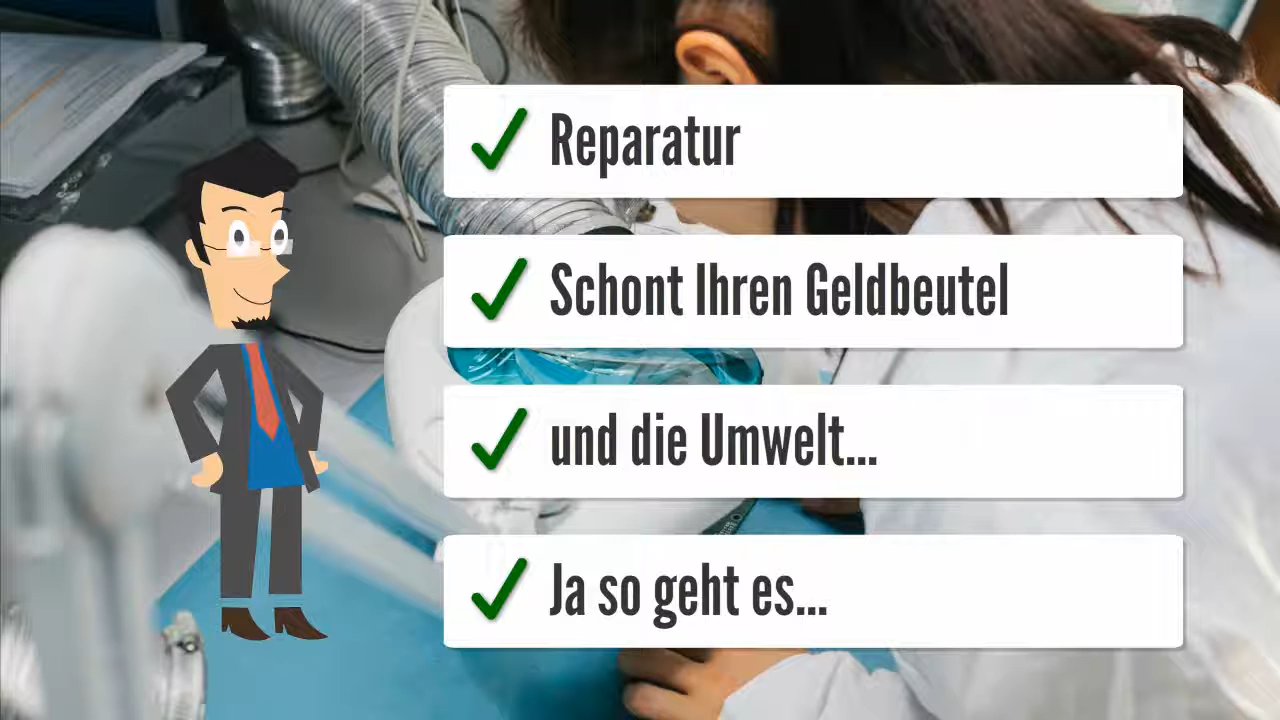 Reparatur
Schont Ihren Geldbeutel
und die Umwelt...
Ja so geht es...